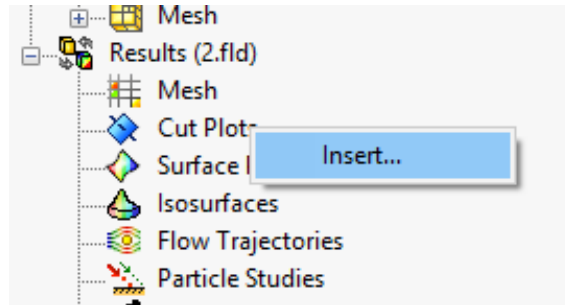 Mesh
Results (2.fld)
Mesh
Cut Plots
Insert...
Surface
Isosurfaces
Flow Trajectories
Particle Studies